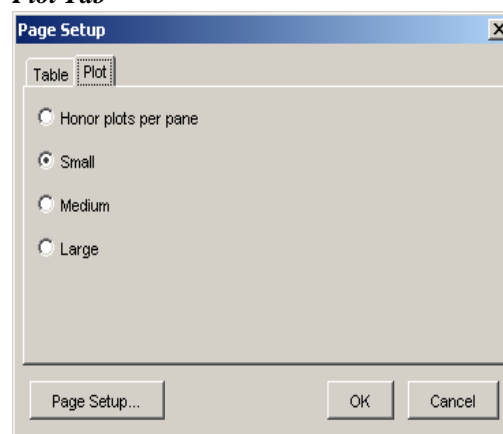 Plot Tab
Page Setup
Table Plot
Honor plots per pane
Small
Medium
Large
Page Setup... OK Cancel